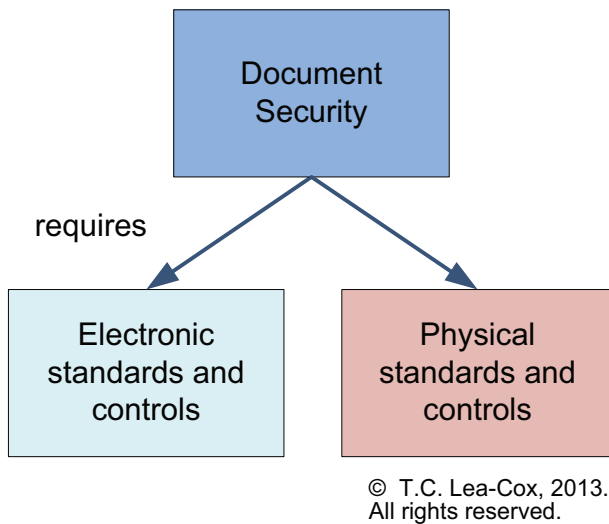 Document
Security
requires
Electronic
standards and
controls
Physical
standards and
controls
© T.C. Lea-Cox, 2013.
All rights reserved.